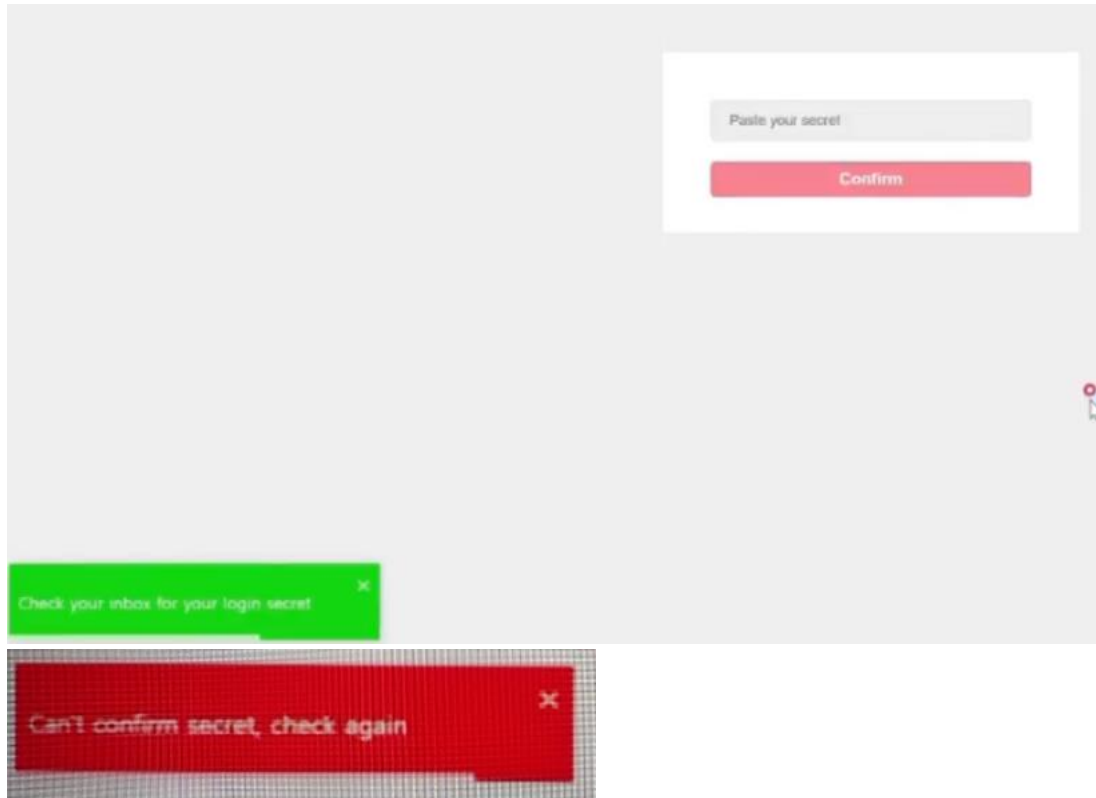 Paste your secret
Confirm
Check your inbox for your login secret
Can't confirm secret, check again